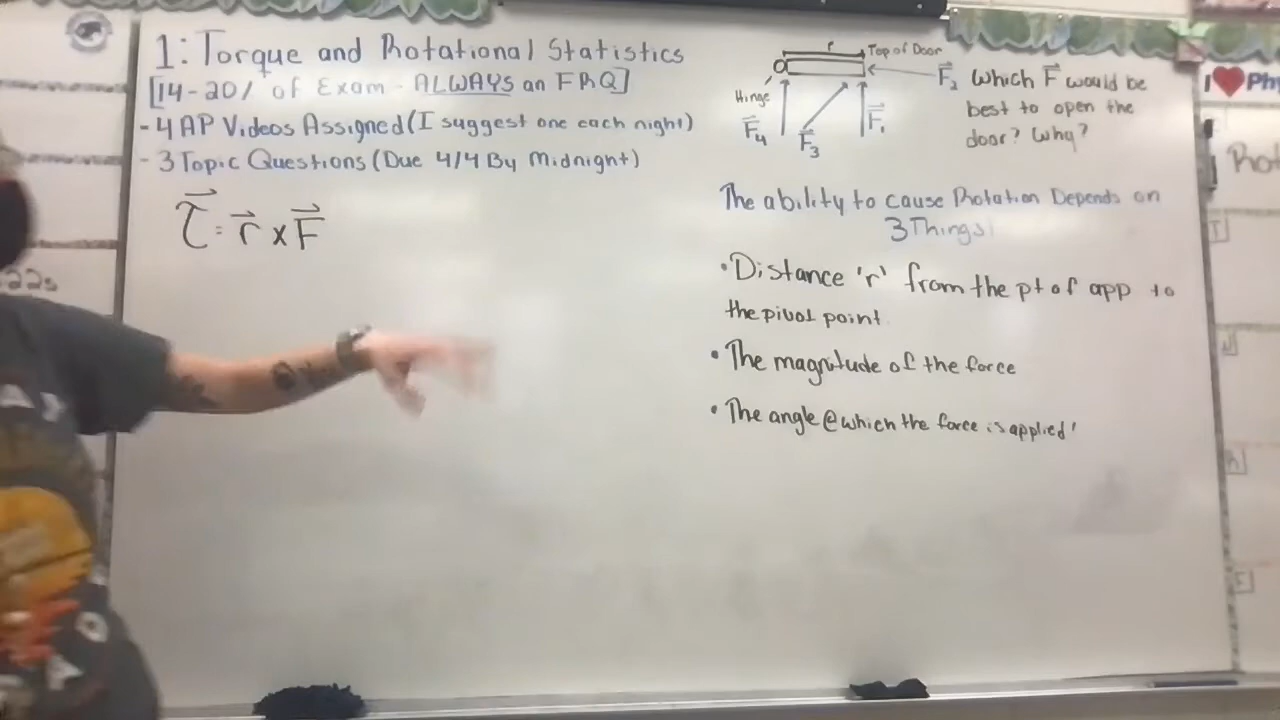 1: Torque and Rotational Statistics
[14-20% of Exam - ALWAYS an FRQ]
- 4 AP Videos Assigned (I suggest one each night)
- 3 Topic Questions (Due 4/4 By Midnight)
τ = r x F
r
Top of Door
Hinge
F₄
F₃
F₁
F₂
Which F would be
best to open the
door? Why?
The ability to cause Rotation Depends on
3 Things!
• Distance 'r' from the pt of app to
the pivot point
• The magnitude of the force
• The angle @ which the force is applied!
22s
I ❤ Phy
Rot